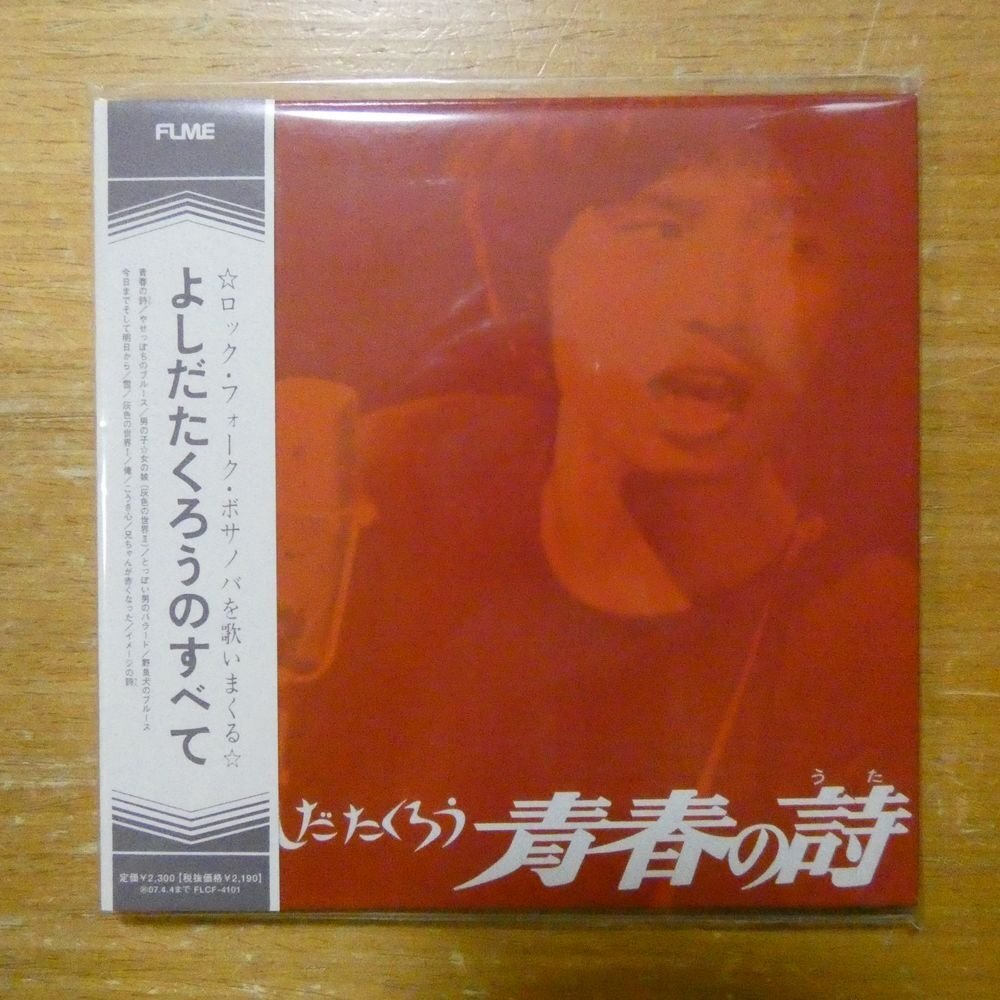 FLME
☆ロック・フォーク・ボサノバを歌いまくる☆
よしだたくろうのすべて
青春の詩／やせっぽちのブルース／男の子☆女の娘（灰色の世界Ⅱ）／とっぽい男のバラード／野良犬のブルース
今日までそして明日から／雪／灰色の世界Ⅰ／俺／こうき心／兄ちゃんが赤くなった／イメージの詩
定価￥2,300【税抜価格￥2,190】
07.4.4まで FLCF-4101
うた
だたくろう 青春の詩